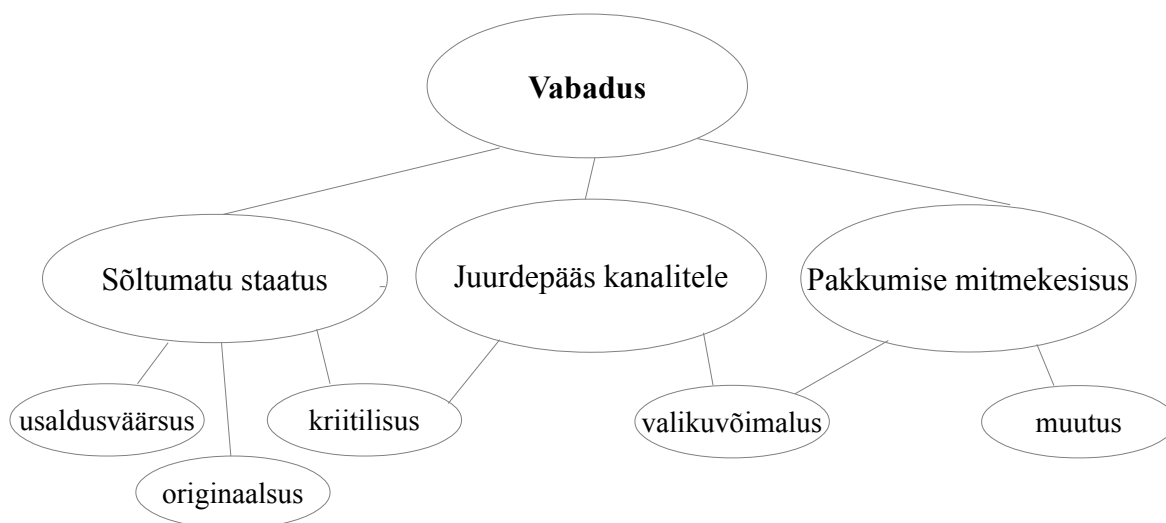 Vabadus
Sõltumatu staatus
Juurdepääs kanalitele
Pakkumise mitmekesisus
usaldusväärsus
kriitilisus
valikuvõimalus
muutus
originaalsus